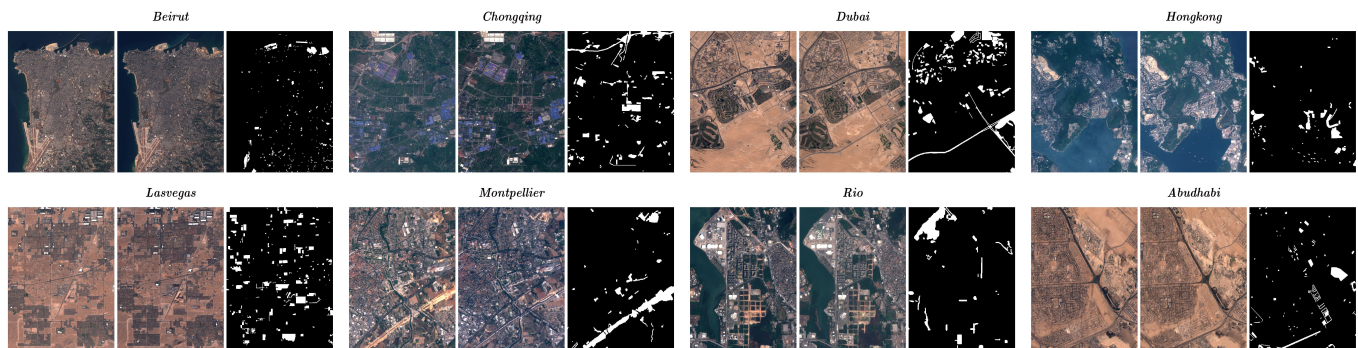 Beirut
Chongqing
Dubai
Hongkong
Lasvegas
Montpellier
Rio
Abudhabi